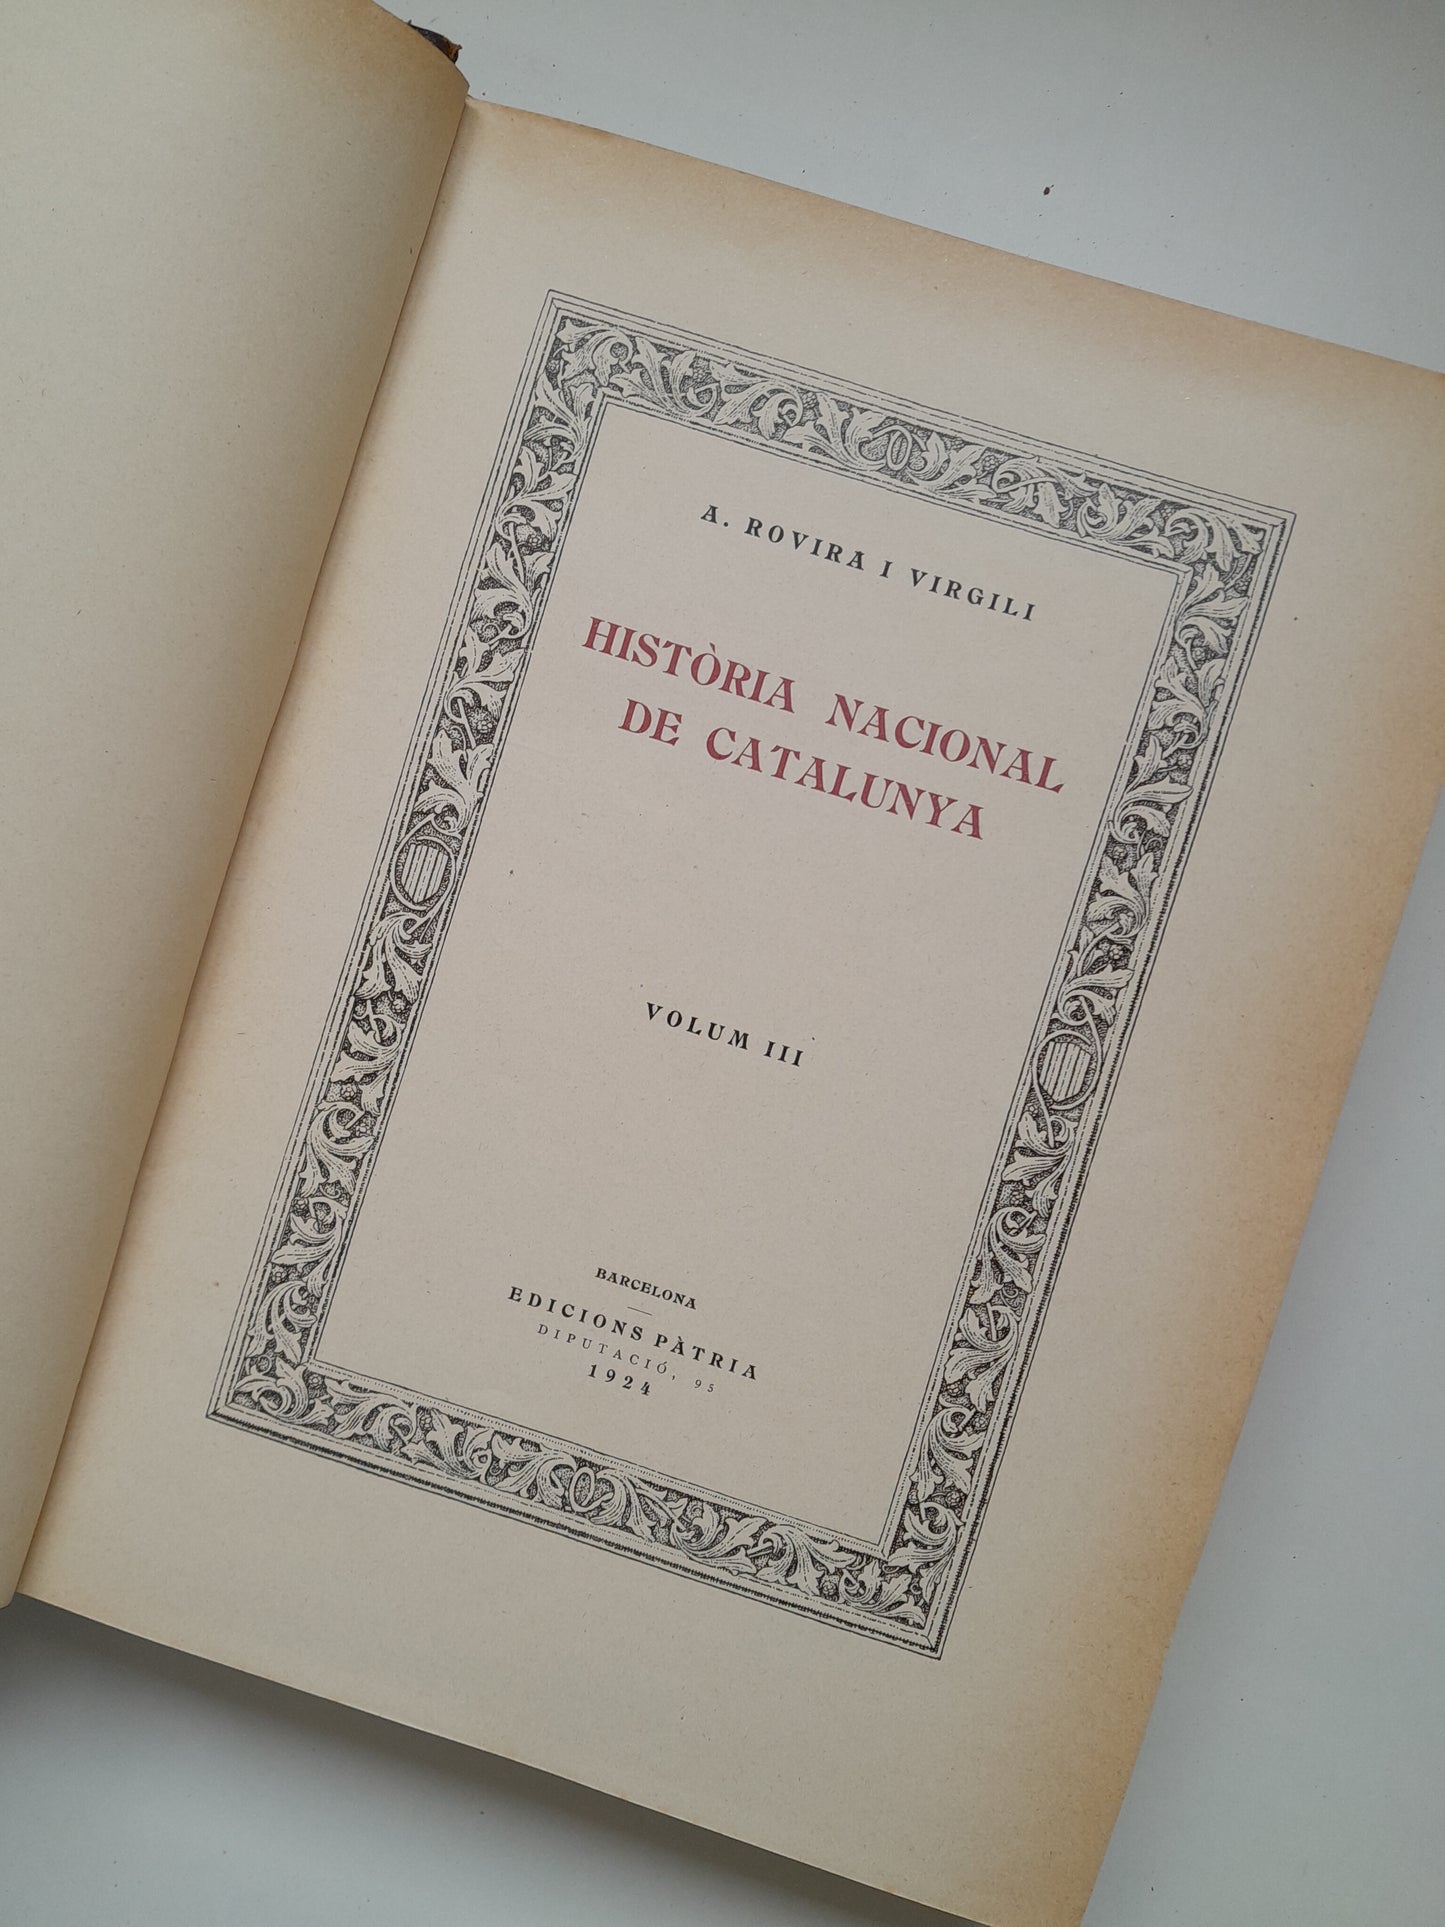 A. ROVIRA I VIRGILI
HISTÒRIA NACIONAL
DE CATALUNYA
VOLUM III
BARCELONA
EDICIONS PÀTRIA
DIPUTACIÓ, 95
1924